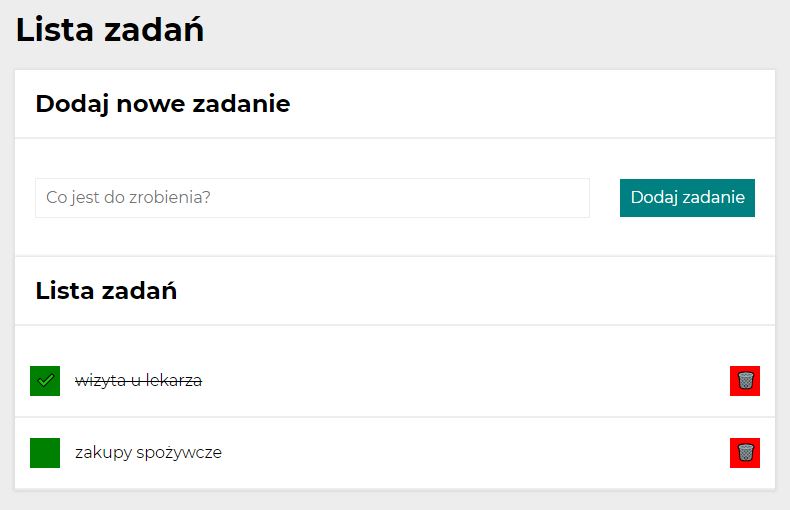 Lista zadań
Dodaj nowe zadanie
Co jest do zrobienia?
Dodaj zadanie
Lista zadań
wizyta u lekarza
zakupy spożywcze